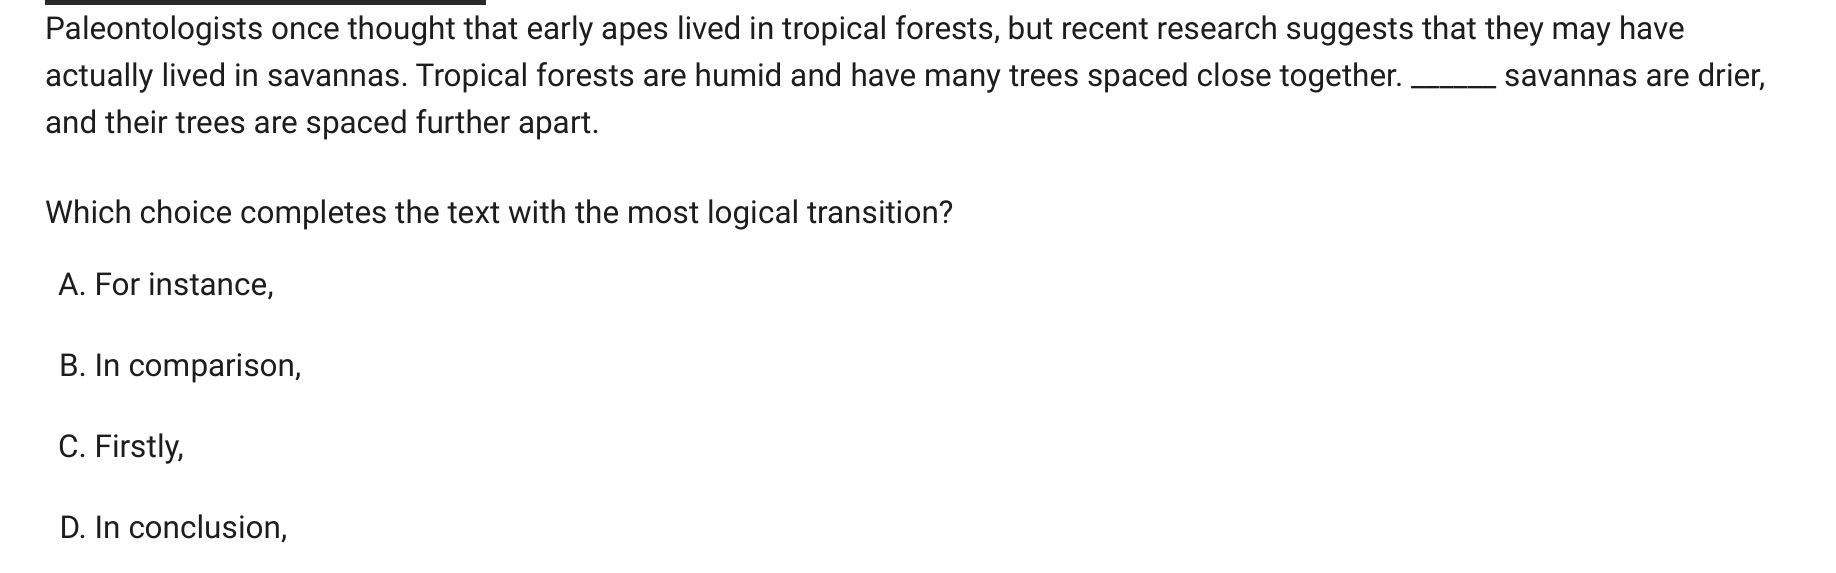 Paleontologists once thought that early apes lived in tropical forests, but recent research suggests that they may have
actually lived in savannas. Tropical forests are humid and have many trees spaced close together. ______ savannas are drier,
and their trees are spaced further apart.
Which choice completes the text with the most logical transition?
A. For instance,
B. In comparison,
C. Firstly,
D. In conclusion,